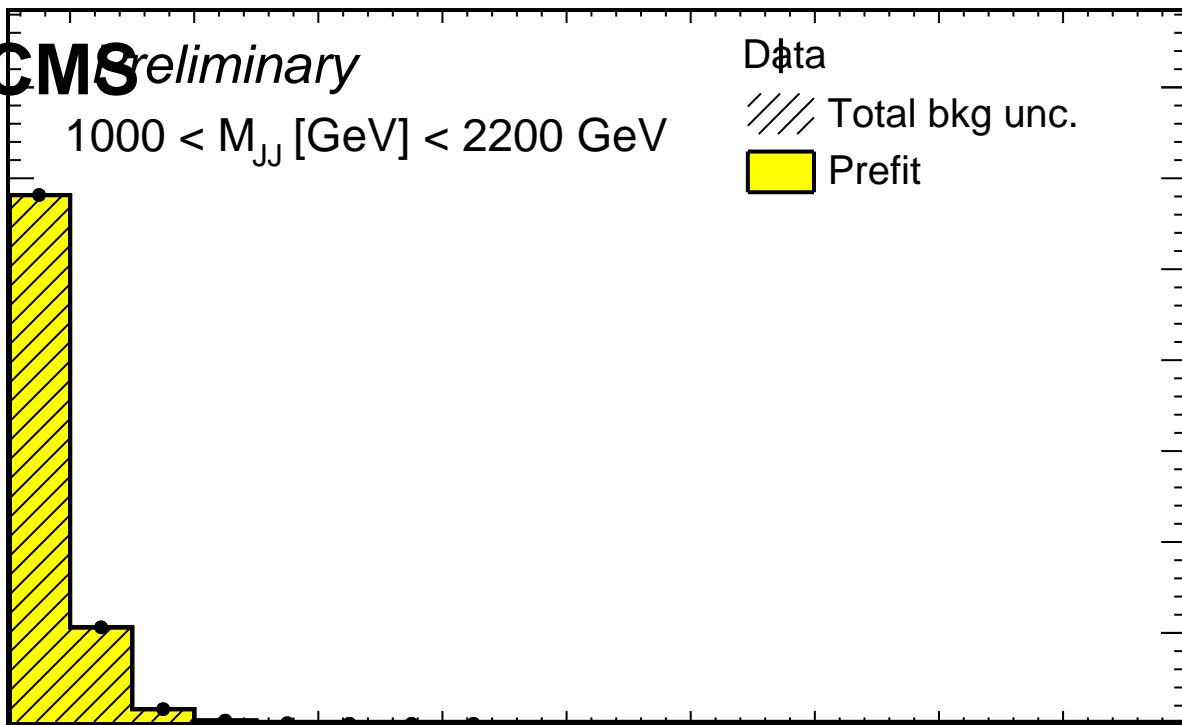 CMS Preliminary
1000 < M_JJ [GeV] < 2200 GeV
Data
Total bkg unc.
Prefit